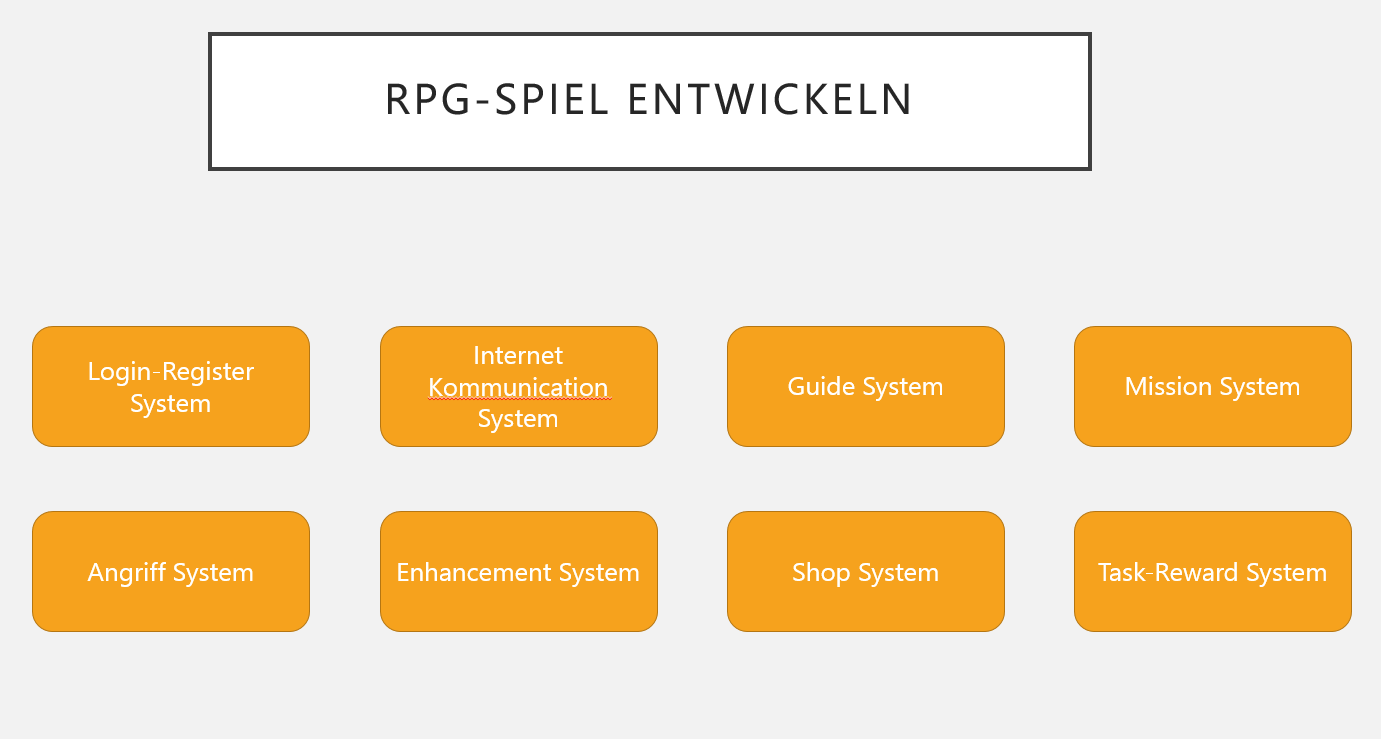 RPG-SPIEL ENTWICKELN
Login-Register
System
Internet
Kommunication
System
Guide System
Mission System
Angriff System
Enhancement System
Shop System
Task-Reward System